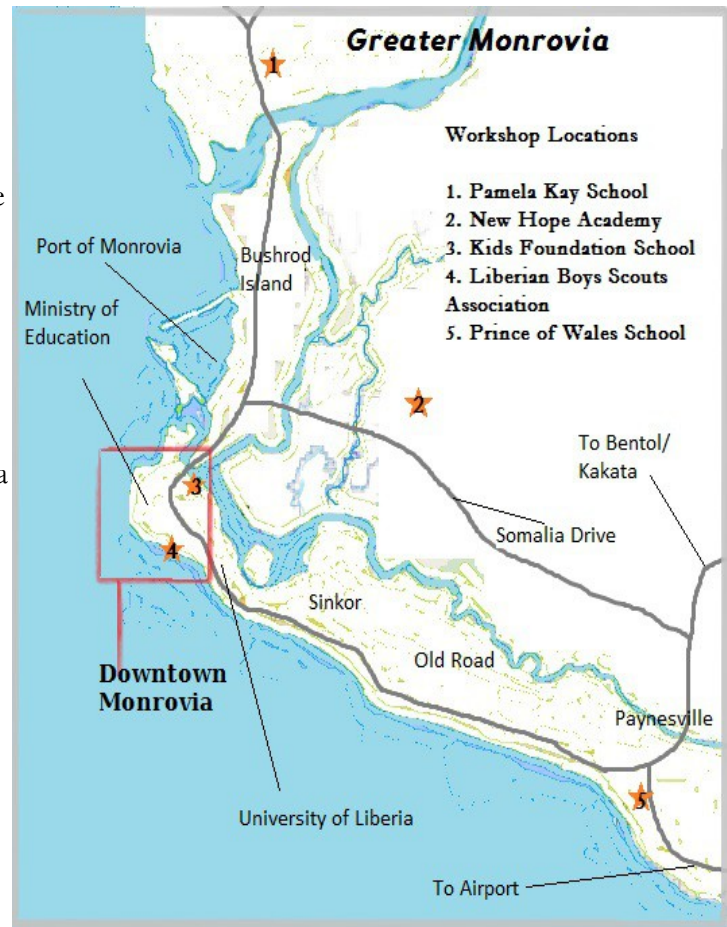 Greater Monrovia
1
Workshop Locations
1. Pamela Kay School
2. New Hope Academy
3. Kids Foundation School
4. Liberian Boys Scouts
Association
5. Prince of Wales School
e
Port of Monrovia
Bushrod
Island
Ministry of
Education
2
To Bentol/
Kakata
a
3
Somalia Drive
4
Sinkor
Old Road
Downtown
Monrovia
Paynesville
5
University of Liberia
To Airport